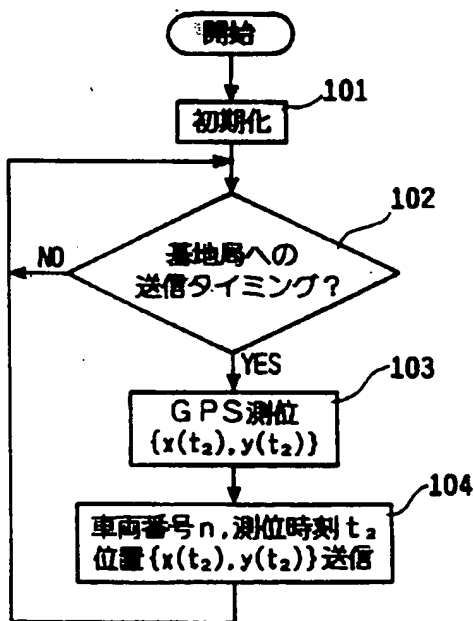 開始
101
初期化
102
基地局への
送信タイミング？
NO
YES
103
GPS測位
{x(t₂),y(t₂)}
104
車両番号n,測位時刻t₂
位置{x(t₂),y(t₂)}送信